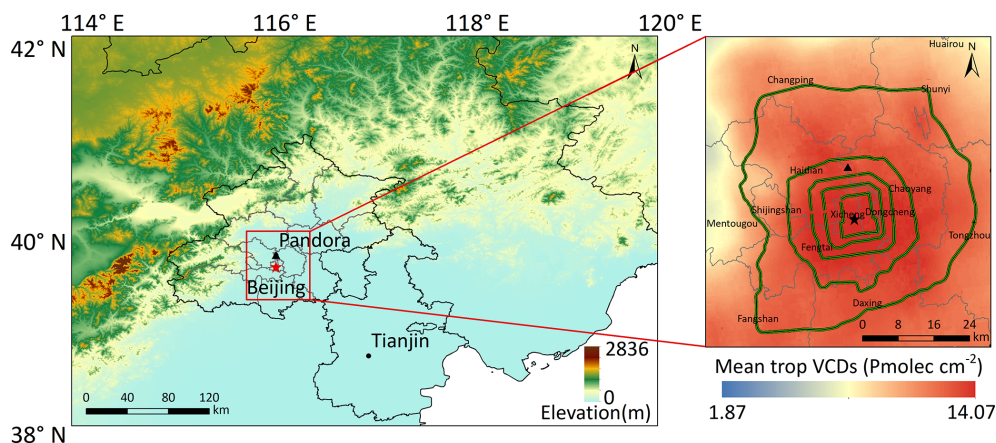 114° E
116° E
118° E
120° E
42° N
40° N
38° N
N
Pandora
Beijing
Tianjin
0 40 80 120
km
2836
0
Elevation(m)
Huairou
N
Changping
Shunyi
Haidian
Chaoyang
Shijingshan
Xicheng
Dongcheng
Mentougou
Tongzhou
Fengtai
Daxing
Fangshan
0 8 16 24
km
Mean trop VCDs (Pmolec cm⁻²)
1.87
14.07